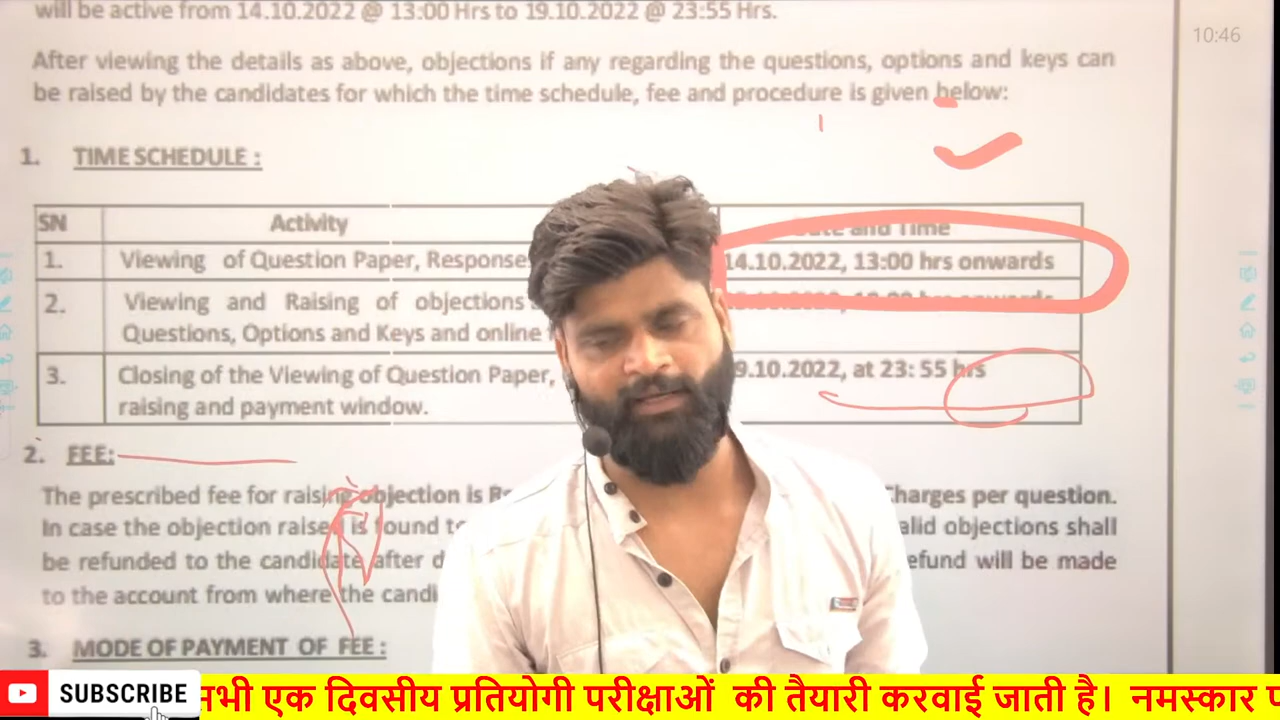 will be active from 14.10.2022 @ 13:00 Hrs to 19.10.2022 @ 23:55 Hrs.
10:46
After viewing the details as above, objections if any regarding the questions, options and keys can
be raised by the candidates for which the time schedule, fee and procedure is given below:
1. TIME SCHEDULE :
SN Activity and Time
1. Viewing of Question Paper, Response 14.10.2022, 13:00 hrs onwards
2. Viewing and Raising of objections hrs onwards
Questions, Options and Keys and online
3. Closing of the Viewing of Question Paper, 9.10.2022, at 23: 55 hrs
raising and payment window.
2. FEE:
The prescribed fee for raising objection is Charges per question.
In case the objection raised is found to alid objections shall
be refunded to the candidate after efund will be made
to the account from where the candi
3. MODE OF PAYMENT OF FEE :
SUBSCRIBE सभी एक दिवसीय प्रतियोगी परीक्षाओं की तैयारी करवाई जाती है। नमस्कार